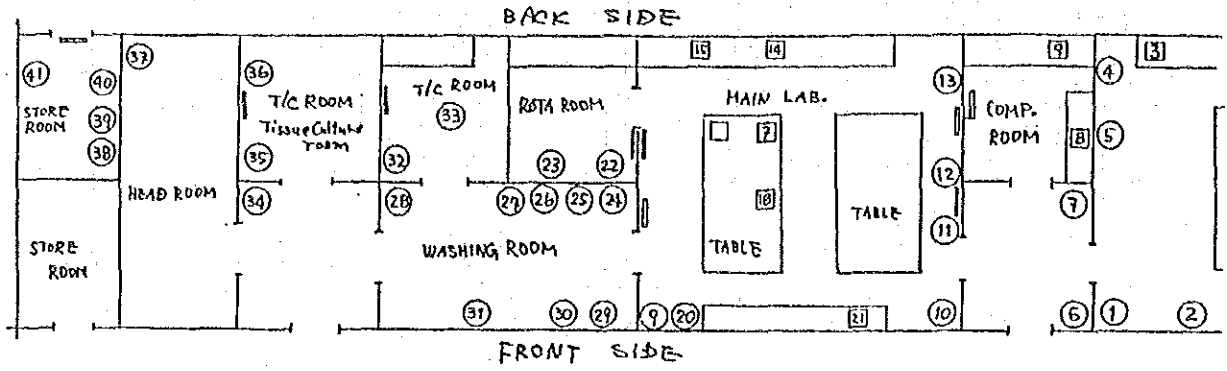 BACK SIDE
41
40
37
36
15
14
13
9
4
3
STORE
ROOM
39
38
T/C ROOM
Tissue Culture
room
35
T/C ROOM
33
32
ROTA ROOM
23
22
MAIN LAB.
7
18
COMP.
ROOM
8
5
12
HEAD ROOM
34
28
27
26
25
24
TABLE
TABLE
11
7
STORE
ROOM
WASHING ROOM
31
30
29
9
20
21
10
6
1
2
FRONT SIDE